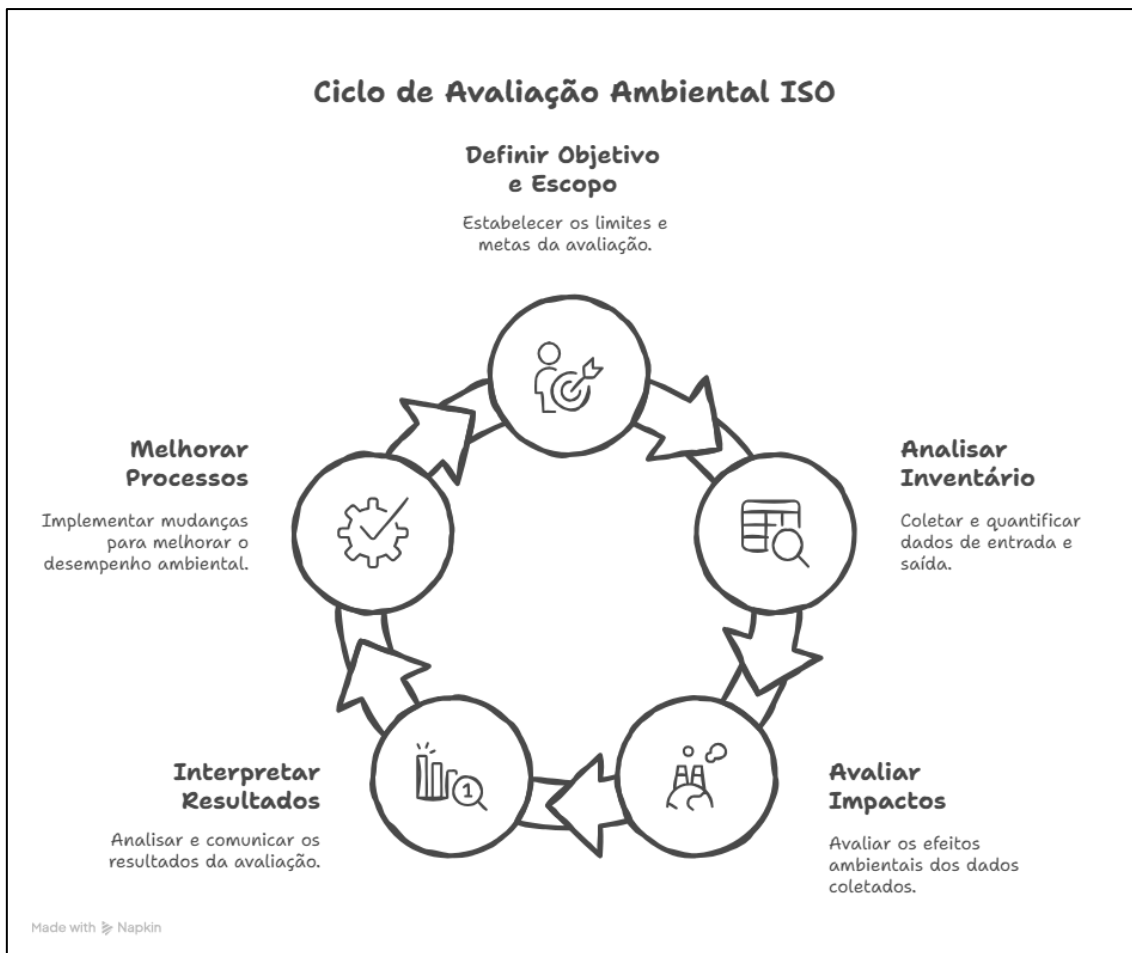 Ciclo de Avaliação Ambiental ISO
Definir Objetivo
e Escopo
Estabelecer os limites e
metas da avaliação.
Analisar
Inventário
Coletar e quantificar
dados de entrada e
saída.
Avaliar
Impactos
Avaliar os efeitos
ambientais dos dados
coletados.
Interpretar
Resultados
Analisar e comunicar os
resultados da avaliação.
1
Melhorar
Processos
Implementar mudanças
para melhorar o
desempenho ambiental.
Made with Napkin